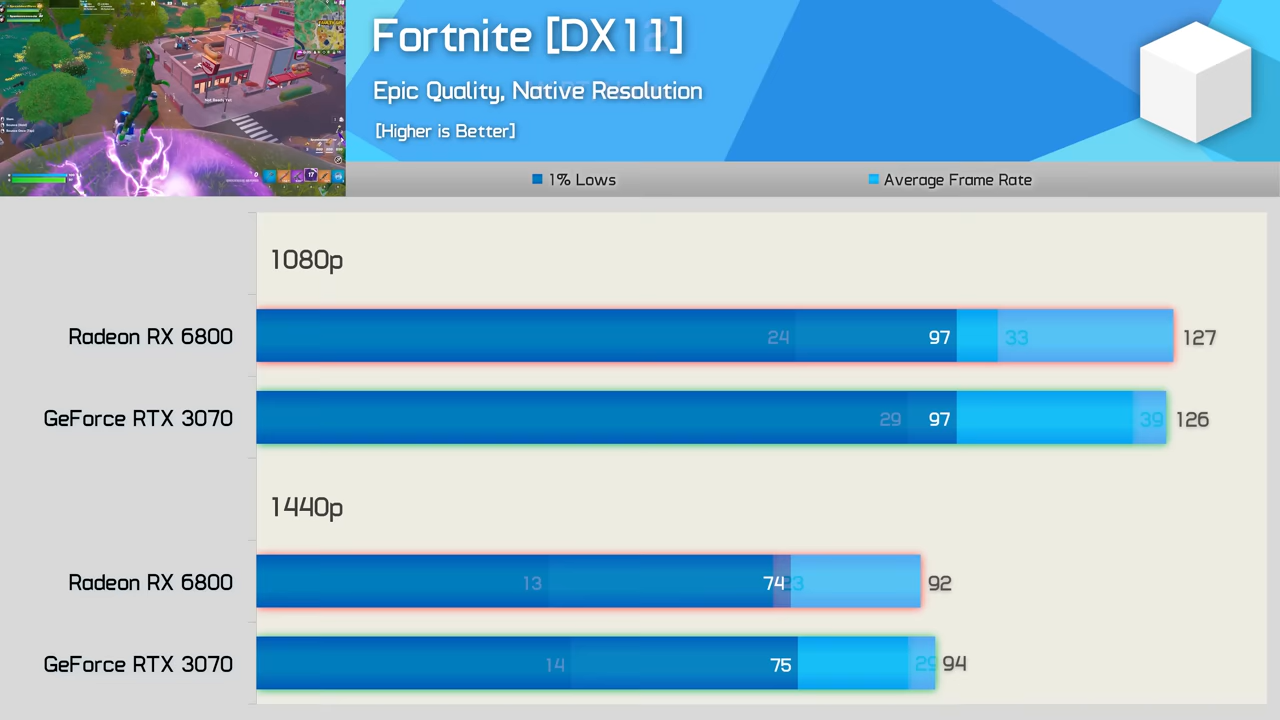 Fortnite [DX11]
Epic Quality, Native Resolution
[Higher is Better]
1% Lows
Average Frame Rate
1080p
Radeon RX 6800
24
97
33
127
GeForce RTX 3070
29
97
39
126
1440p
Radeon RX 6800
13
74
23
92
GeForce RTX 3070
14
75
29
94